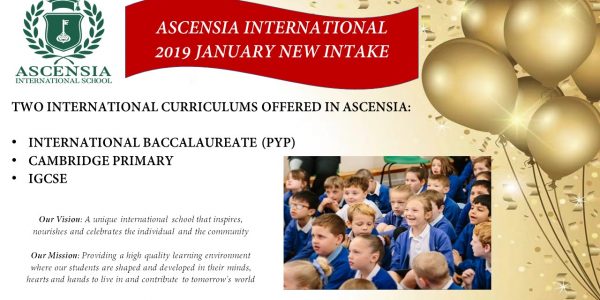 ASCENSIA
INTERNATIONAL SCHOOL
ASCENSIA INTERNATIONAL
2019 JANUARY NEW INTAKE
TWO INTERNATIONAL CURRICULUMS OFFERED IN ASCENSIA:
• INTERNATIONAL BACCALAUREATE (PYP)
• CAMBRIDGE PRIMARY
• IGCSE
Our Vision: A unique international school that inspires,
nourishes and celebrates the individual and the community
Our Mission: Providing a high quality learning environment
where our students are shaped and developed in their minds,
hearts and hands to live in and contribute to tomorrow's world